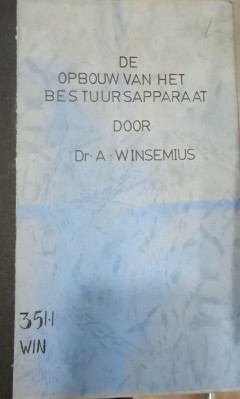 DE
OPBOUW VAN HET
BESTUURSAPPARAAT
DOOR
Dr. A. WINSEMIUS
351.1
WIN